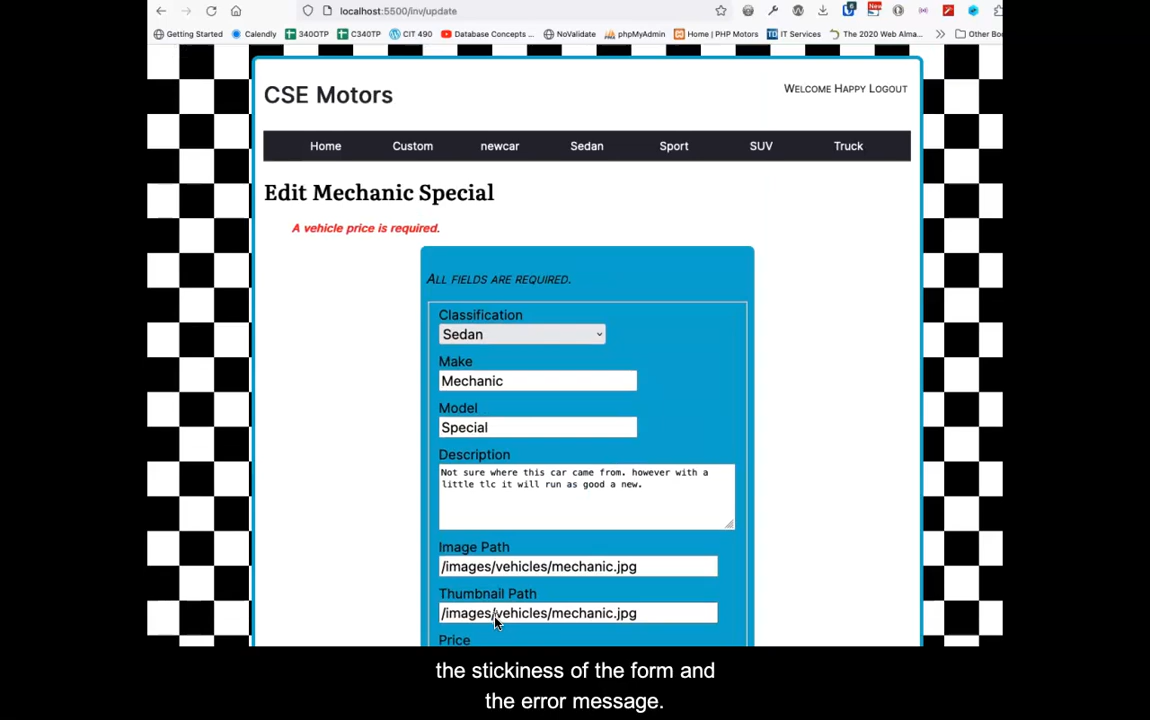 localhost:5500/inv/update
Getting Started Calendly 340OTP C340TP CIT 490 Database Concepts ... NoValidate phpMyAdmin Home | PHP Motors IT Services The 2020 Web Alma... Other Boo
CSE Motors
WELCOME HAPPY LOGOUT
Home Custom newcar Sedan Sport SUV Truck
Edit Mechanic Special
A vehicle price is required.
ALL FIELDS ARE REQUIRED.
Classification
Sedan
Make
Mechanic
Model
Special
Description
Not sure where this car came from. however with a
little tlc it will run as good a new.
Image Path
/images/vehicles/mechanic.jpg
Thumbnail Path
/images/vehicles/mechanic.jpg
Price
the stickiness of the form and
the error message.